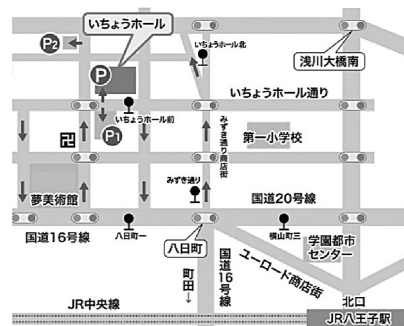 いちょうホール
P2
P
いちょうホール北
浅川大橋南
いちょうホール通り
いちょうホール前
P1
卍
みずき通り商店街
第一小学校
みずき通り
夢美術館
国道20号線
国道16号線
八日町一
八日町
横山町三
学園都市
センター
国道16号線
町田→
ユーロード商店街
北口
JR中央線
JR八王子駅